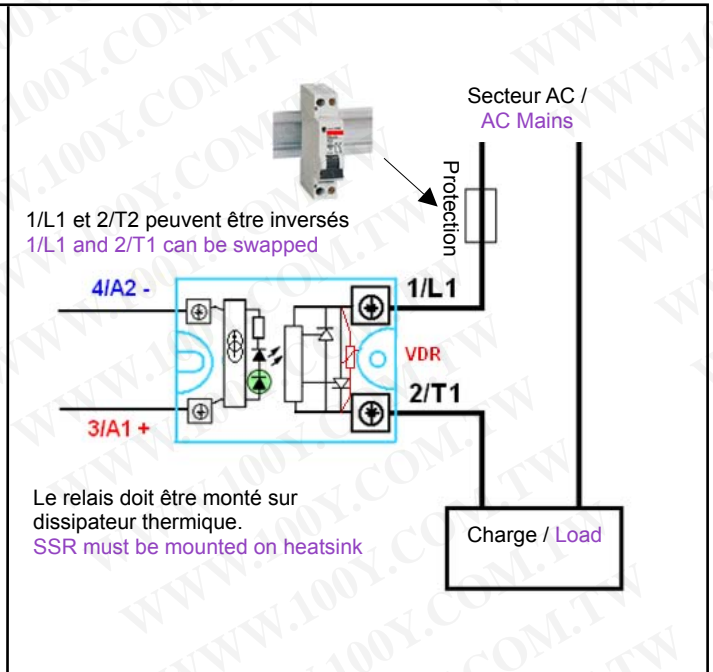 Secteur AC /
AC Mains
Protection
1/L1 et 2/T2 peuvent être inversés
1/L1 and 2/T1 can be swapped
4/A2 -
1/L1
VDR
2/T1
3/A1 +
Le relais doit être monté sur
dissipateur thermique.
SSR must be mounted on heatsink
Charge / Load
WWW.100Y.COM.TW